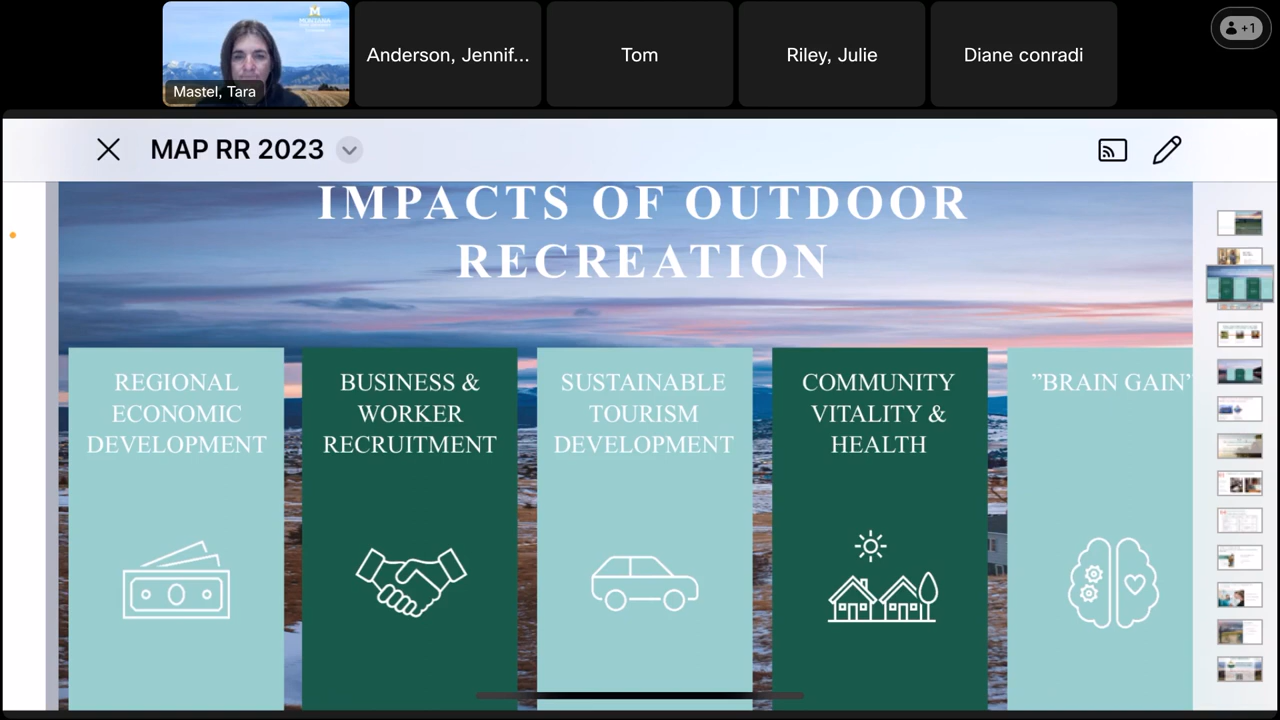 MONTANA
Mastel, Tara
Anderson, Jennif...
Tom
Riley, Julie
Diane conradi
+1
MAP RR 2023
IMPACTS OF OUTDOOR
RECREATION
REGIONAL
ECONOMIC
DEVELOPMENT
BUSINESS &
WORKER
RECRUITMENT
SUSTAINABLE
TOURISM
DEVELOPMENT
COMMUNITY
VITALITY &
HEALTH
”BRAIN GAIN”